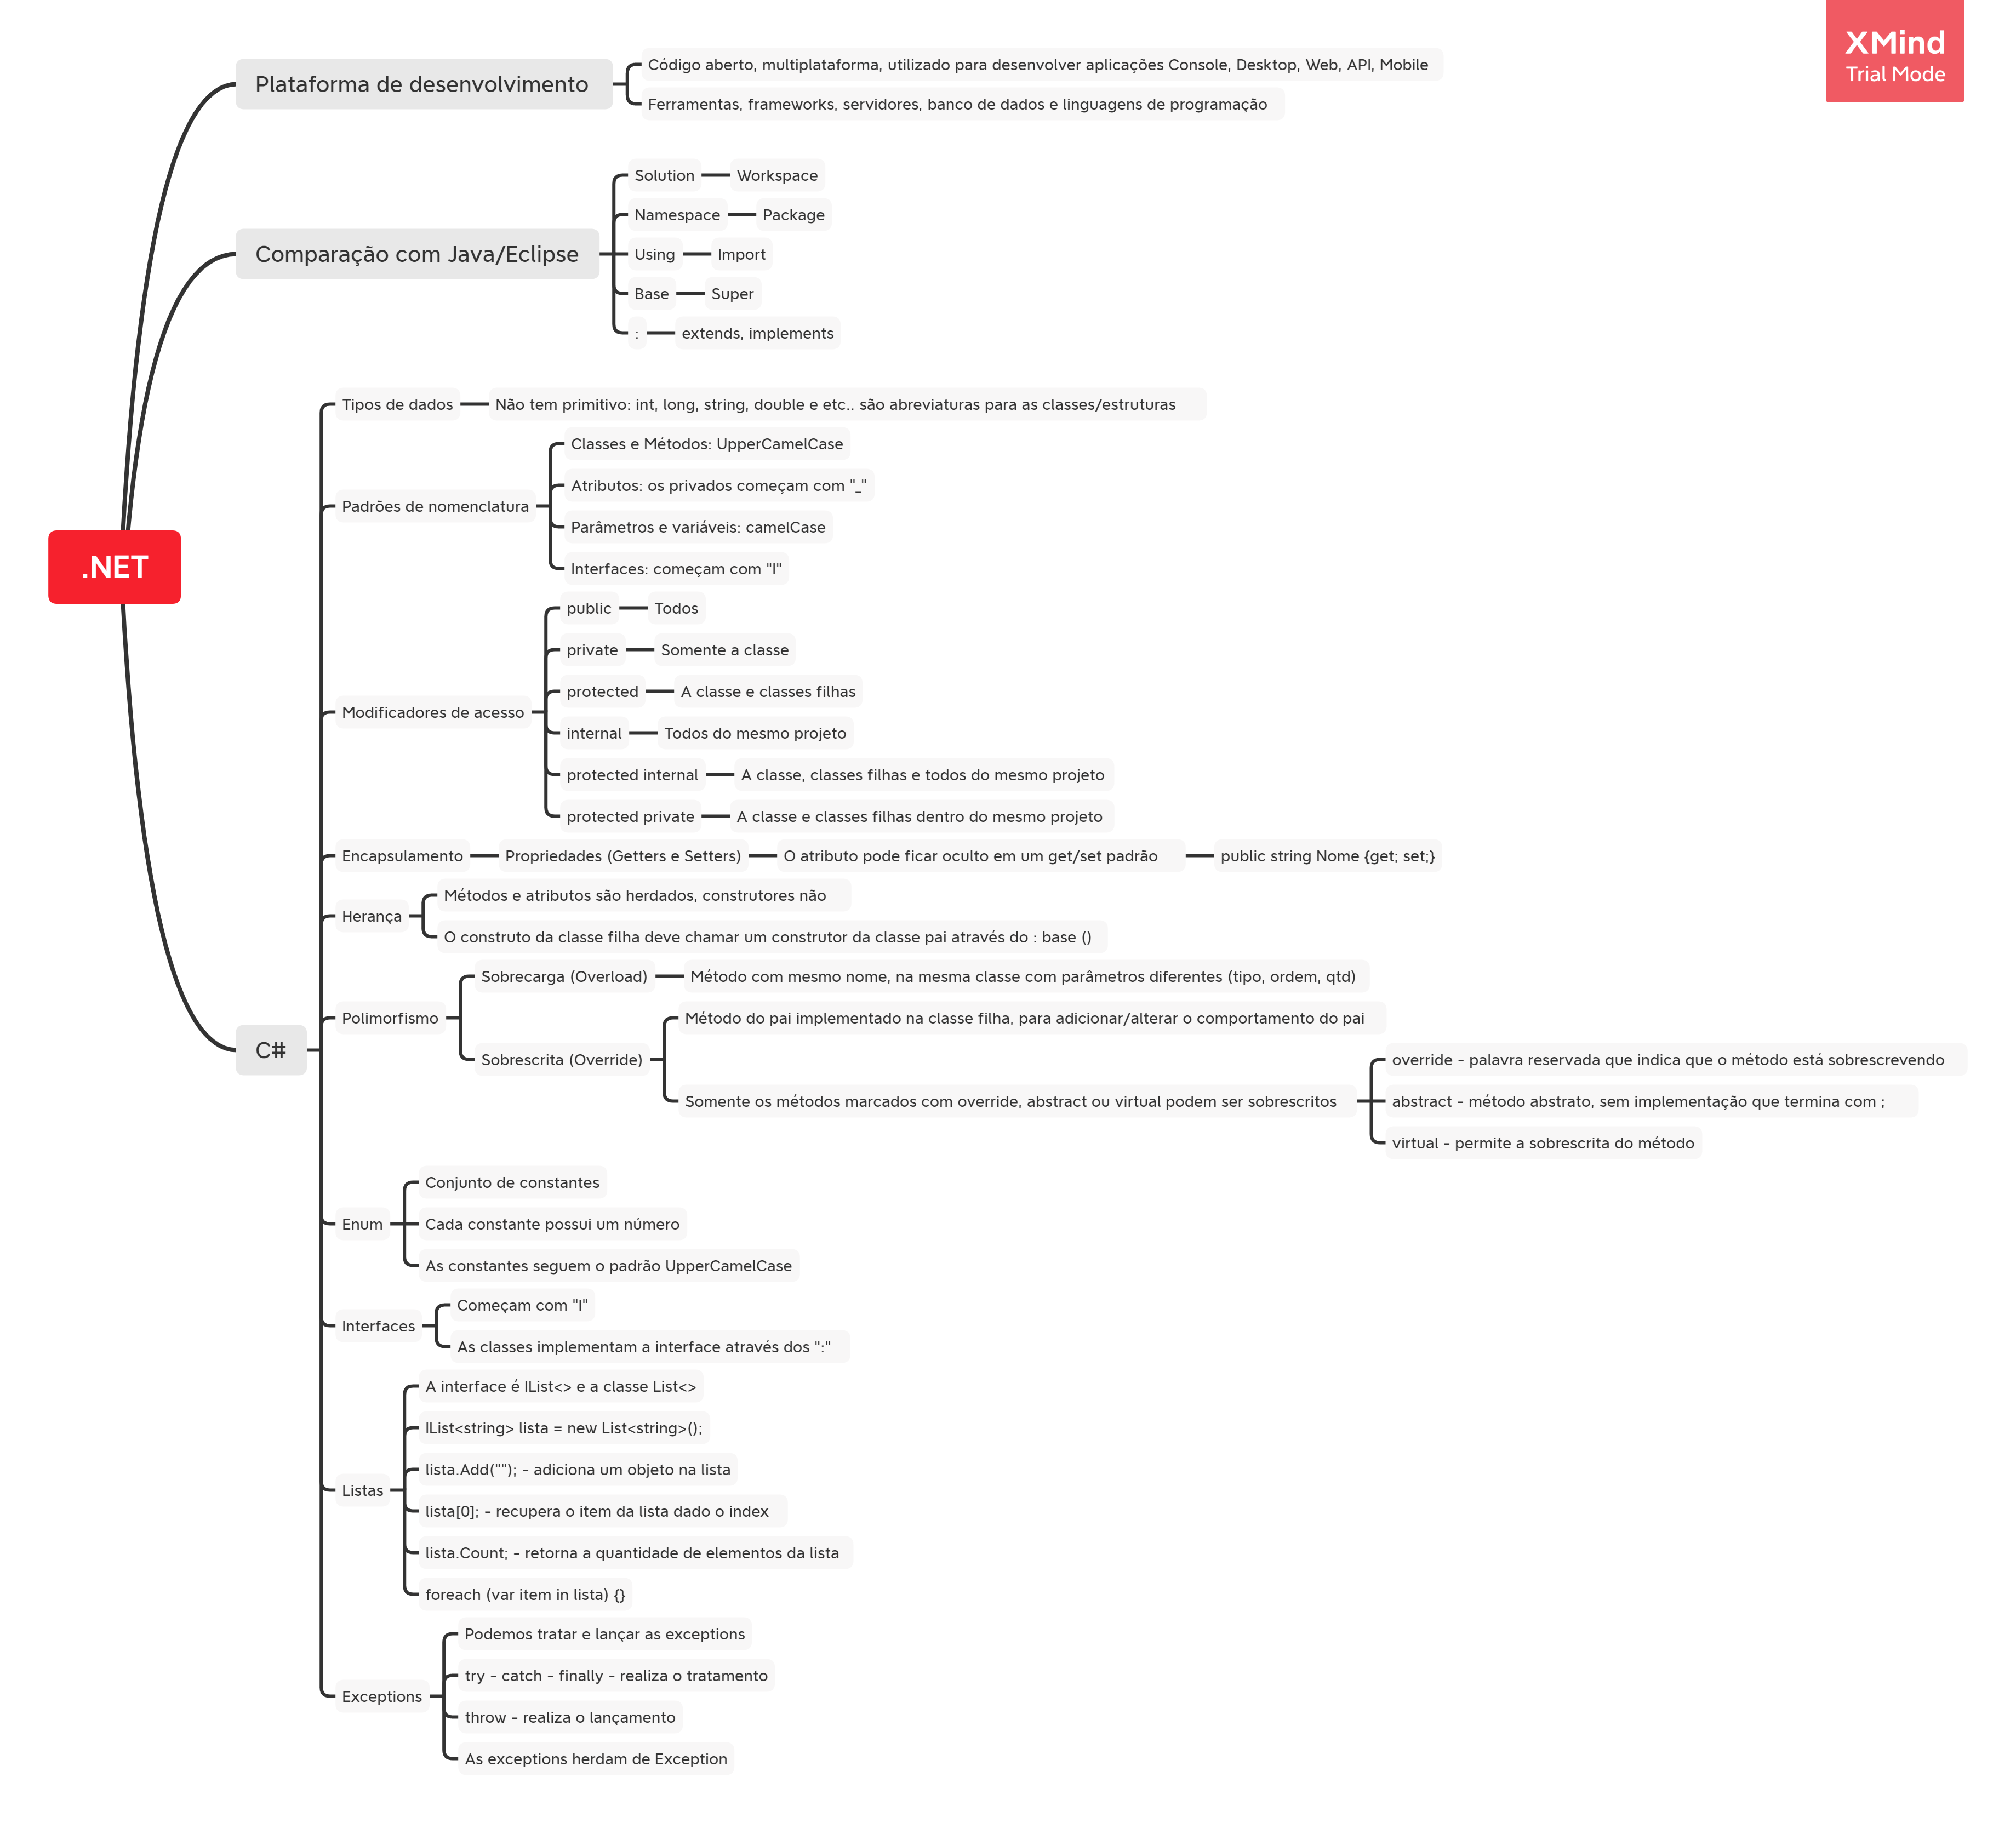 XMind
Trial Mode
.NET
Plataforma de desenvolvimento
Código aberto, multiplataforma, utilizado para desenvolver aplicações Console, Desktop, Web, API, Mobile
Ferramentas, frameworks, servidores, banco de dados e linguagens de programação
Comparação com Java/Eclipse
Solution
Workspace
Namespace
Package
Using
Import
Base
Super
:
extends, implements
C#
Tipos de dados
Não tem primitivo: int, long, string, double e etc.. são abreviaturas para as classes/estruturas
Padrões de nomenclatura
Classes e Métodos: UpperCamelCase
Atributos: os privados começam com "_"
Parâmetros e variáveis: camelCase
Interfaces: começam com "I"
Modificadores de acesso
public
Todos
private
Somente a classe
protected
A classe e classes filhas
internal
Todos do mesmo projeto
protected internal
A classe, classes filhas e todos do mesmo projeto
protected private
A classe e classes filhas dentro do mesmo projeto
Encapsulamento
Propriedades (Getters e Setters)
O atributo pode ficar oculto em um get/set padrão
public string Nome {get; set;}
Herança
Métodos e atributos são herdados, construtores não
O construto da classe filha deve chamar um construtor da classe pai através do : base ()
Polimorfismo
Sobrecarga (Overload)
Método com mesmo nome, na mesma classe com parâmetros diferentes (tipo, ordem, qtd)
Sobrescrita (Override)
Método do pai implementado na classe filha, para adicionar/alterar o comportamento do pai
Somente os métodos marcados com override, abstract ou virtual podem ser sobrescritos
override - palavra reservada que indica que o método está sobrescrevendo
abstract - método abstrato, sem implementação que termina com ;
virtual - permite a sobrescrita do método
Enum
Conjunto de constantes
Cada constante possui um número
As constantes seguem o padrão UpperCamelCase
Interfaces
Começam com "I"
As classes implementam a interface através dos ":"
Listas
A interface é IList<> e a classe List<>
IList<string> lista = new List<string>();
lista.Add(""); - adiciona um objeto na lista
lista[0]; - recupera o item da lista dado o index
lista.Count; - retorna a quantidade de elementos da lista
foreach (var item in lista) {}
Exceptions
Podemos tratar e lançar as exceptions
try - catch - finally - realiza o tratamento
throw - realiza o lançamento
As exceptions herdam de Exception